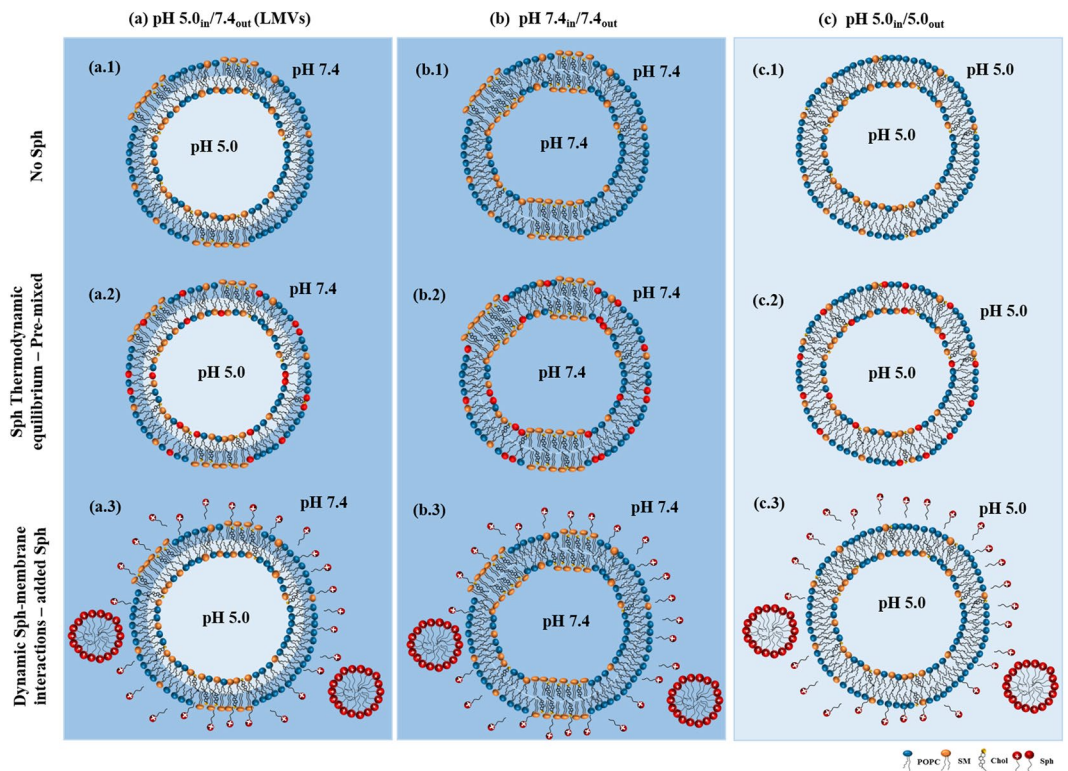 (a) pH 5.0in/7.4out (LMVs)
(b) pH 7.4in/7.4out
(c) pH 5.0in/5.0out
No Sph
(a.1)
pH 7.4
pH 5.0
(b.1)
pH 7.4
pH 7.4
(c.1)
pH 5.0
pH 5.0
Sph Thermodynamic
equilibrium – Pre-mixed
(a.2)
pH 7.4
pH 5.0
(b.2)
pH 7.4
pH 7.4
(c.2)
pH 5.0
pH 5.0
Dynamic Sph-membrane
interactions – added Sph
(a.3)
pH 7.4
pH 5.0
(b.3)
pH 7.4
pH 7.4
(c.3)
pH 5.0
pH 5.0
POPC SM Chol Sph